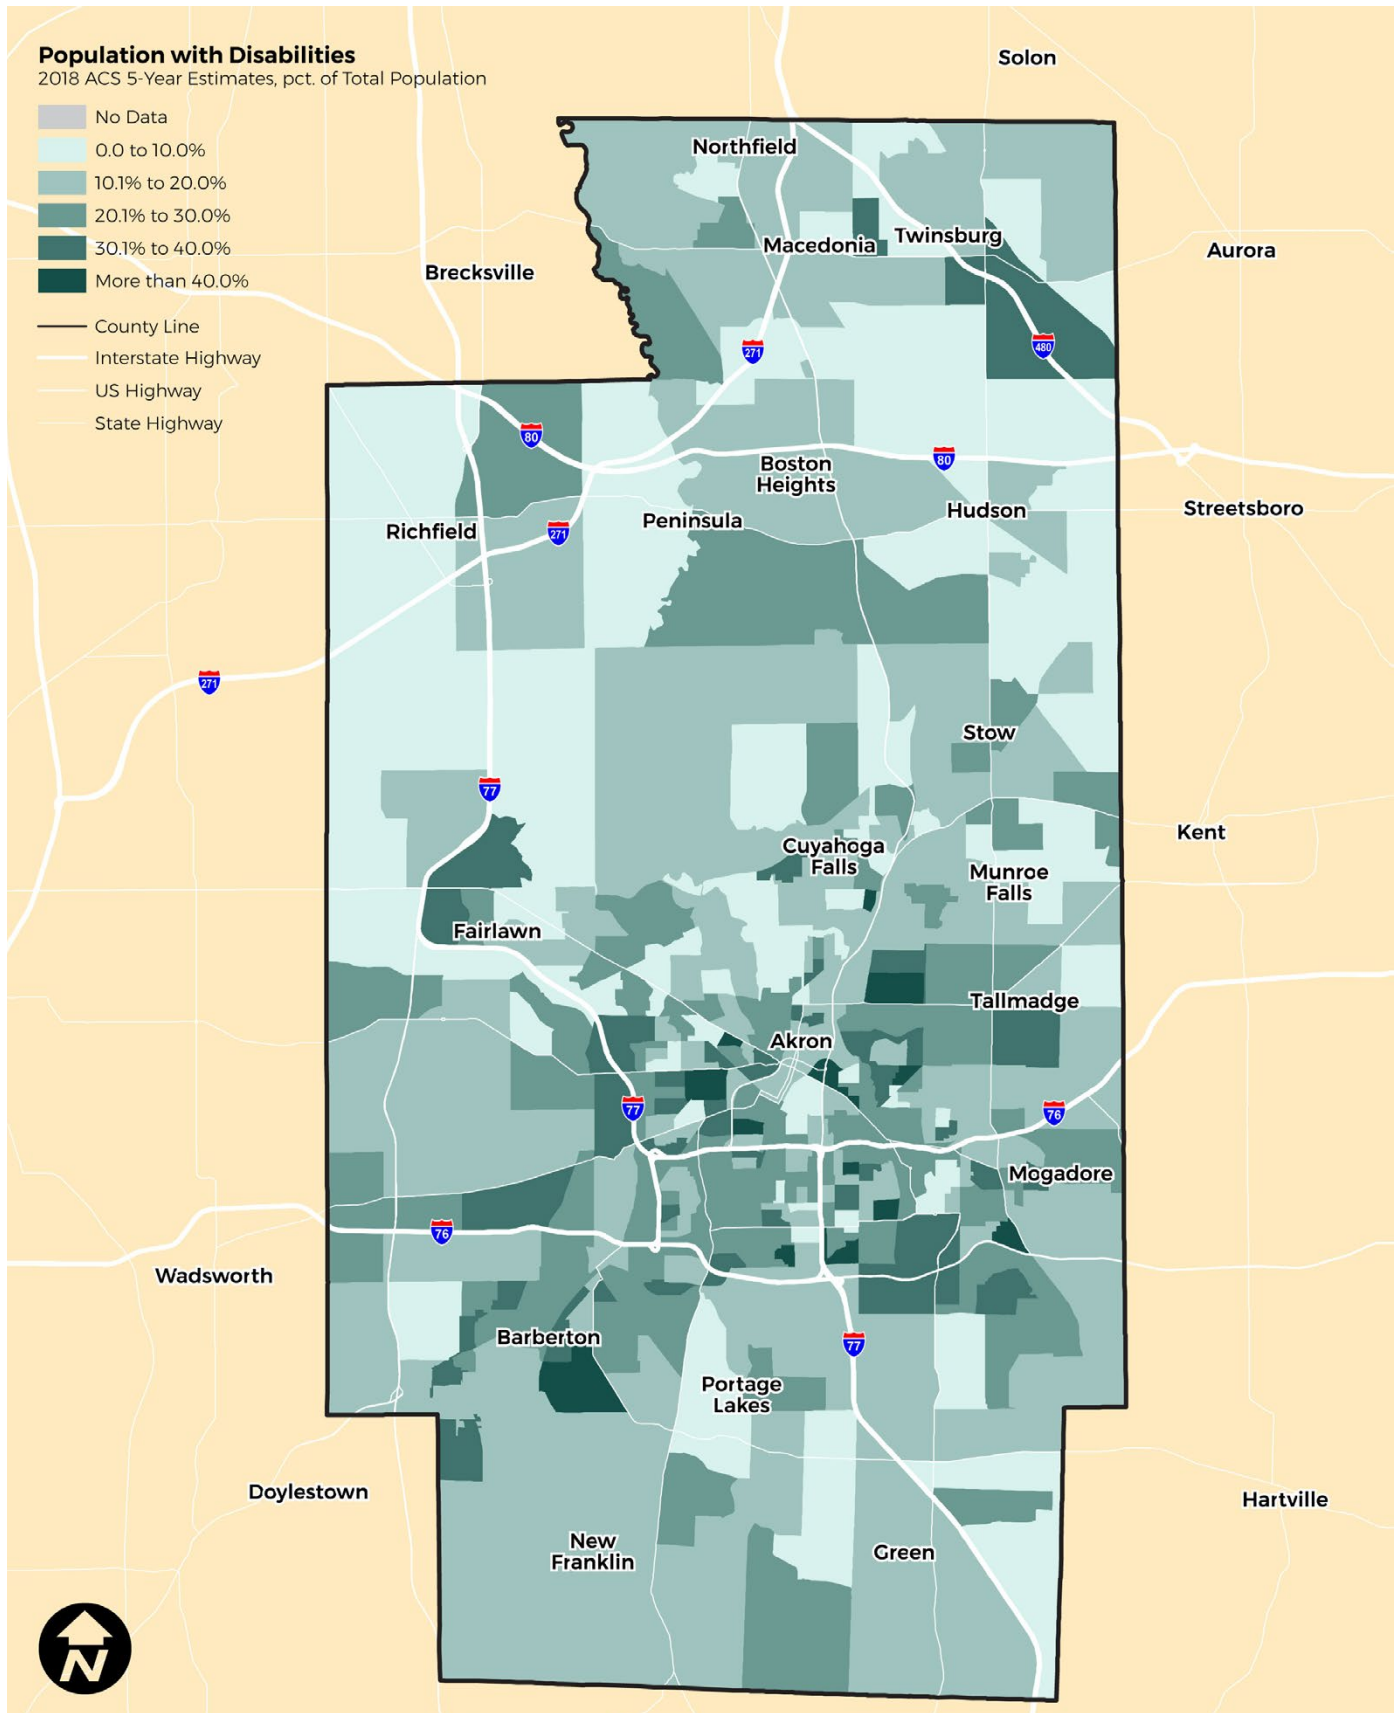 Population with Disabilities
2018 ACS 5-Year Estimates, pct. of Total Population
No Data
0.0 to 10.0%
10.1% to 20.0%
20.1% to 30.0%
30.1% to 40.0%
More than 40.0%
County Line
Interstate Highway
US Highway
State Highway
Solon
Northfield
Macedonia
Twinsburg
Aurora
Brecksville
271
480
80
Boston
Heights
80
Richfield
271
Peninsula
Hudson
Streetsboro
271
Stow
77
Cuyahoga
Falls
Kent
Munroe
Falls
Fairlawn
Tallmadge
Akron
77
76
Mogadore
76
Wadsworth
Barberton
77
Portage
Lakes
Doylestown
Hartville
New
Franklin
Green
N